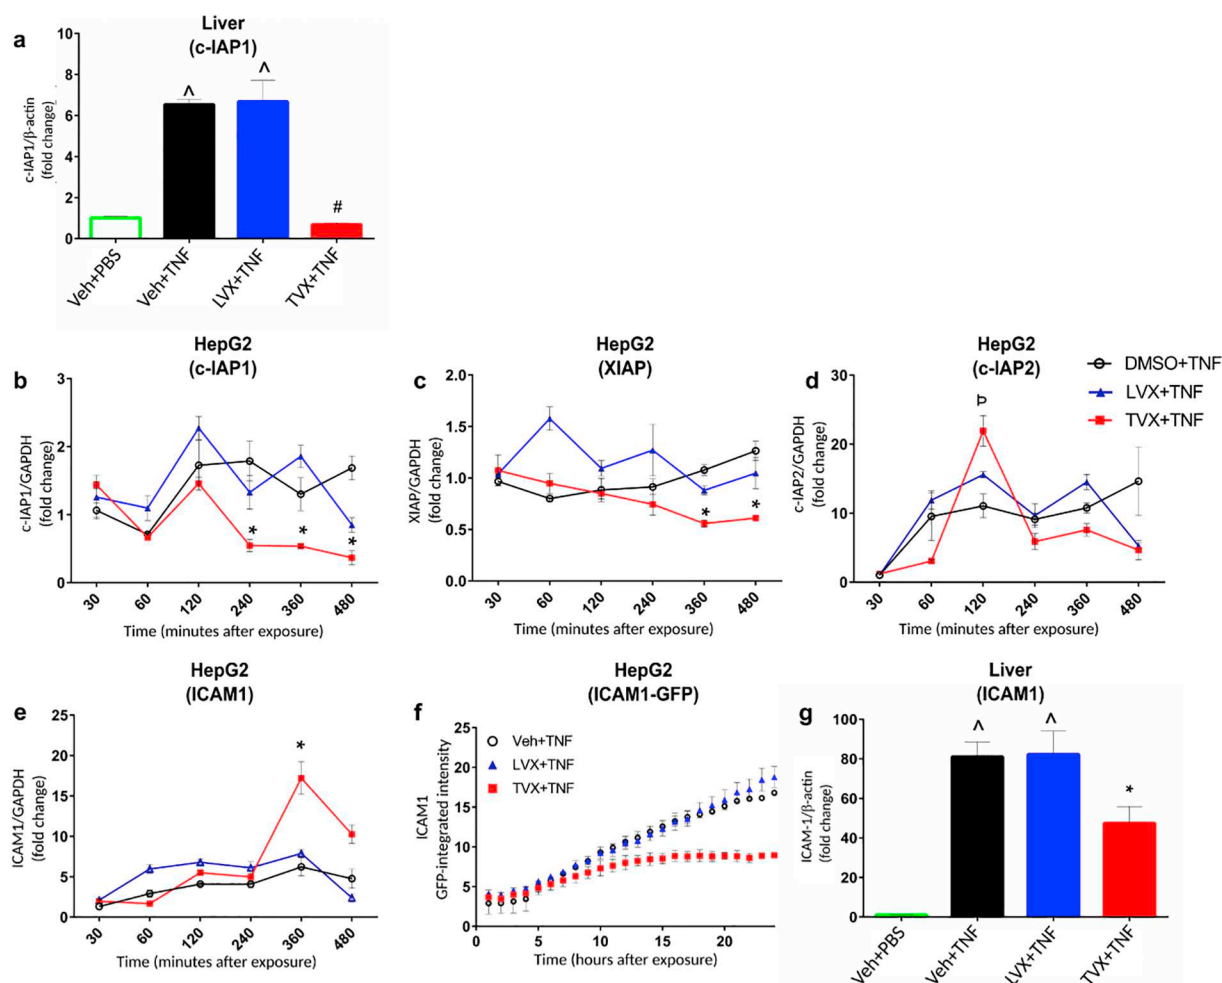 a
Liver
(c-IAP1)
c-IAP1/β-actin
(fold change)
10
8
6
4
2
0
^
^
#
Veh+PBS
Veh+TNF
LVX+TNF
TVX+TNF
b
HepG2
(c-IAP1)
c-IAP1/GAPDH
(fold change)
3
2
1
0
*
*
*
30
60
120
240
360
480
Time (minutes after exposure)
c
HepG2
(XIAP)
XIAP/GAPDH
(fold change)
2.0
1.5
1.0
0.5
0.0
*
*
30
60
120
240
360
480
Time (minutes after exposure)
d
HepG2
(c-IAP2)
c-IAP2/GAPDH
(fold change)
30
20
10
0
30
60
120
240
360
480
Time (minutes after exposure)
DMSO+TNF
LVX+TNF
TVX+TNF
e
HepG2
(ICAM1)
ICAM1/GAPDH
(fold change)
25
20
15
10
5
0
*
30
60
120
240
360
480
Time (minutes after exposure)
f
HepG2
(ICAM1-GFP)
ICAM1
GFP-integrated intensity
25
20
15
10
5
0
Veh+TNF
LVX+TNF
TVX+TNF
0
5
10
15
20
Time (hours after exposure)
g
Liver
(ICAM1)
ICAM-1/β-actin
(fold change)
100
80
60
40
20
0
^
^
*
Veh+PBS
Veh+TNF
LVX+TNF
TVX+TNF